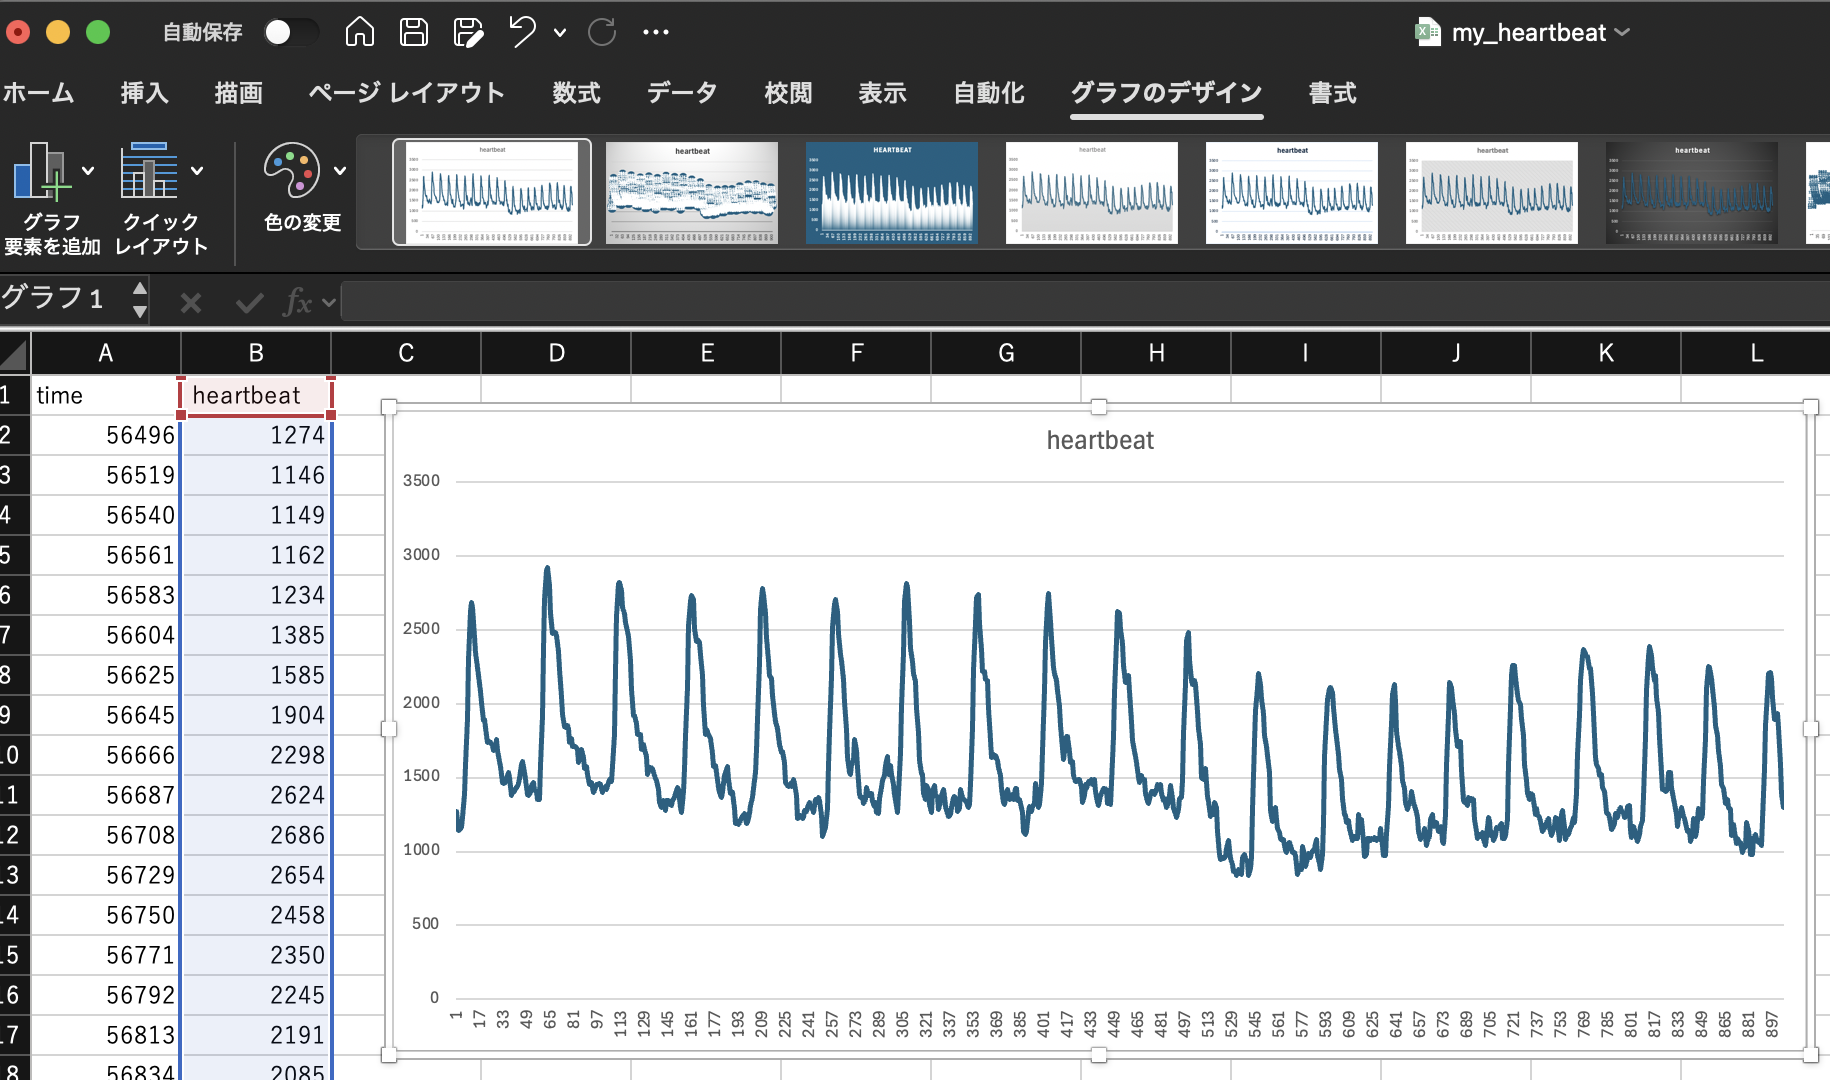 自動保存
my_heartbeat
ホーム 挿入 描画 ページ レイアウト 数式 データ 校閲 表示 自動化 グラフのデザイン 書式
グラフ
要素を追加
クイック
レイアウト
色の変更
heartbeat
heartbeat
HEARTBEAT
heartbeat
heartbeat
heartbeat
heartbeat
グラフ 1
fx
A B C D E F G H I J K L
1 time heartbeat
2 56496 1274
3 56519 1146
4 56540 1149
5 56561 1162
6 56583 1234
7 56604 1385
8 56625 1585
9 56645 1904
10 56666 2298
11 56687 2624
12 56708 2686
13 56729 2654
14 56750 2458
15 56771 2350
16 56792 2245
17 56813 2191
18 56834 2085
heartbeat
3500
3000
2500
2000
1500
1000
500
0
1 17 33 49 65 81 97 113 129 145 161 177 193 209 225 241 257 273 289 305 321 337 353 369 385 401 417 433 449 465 481 497 513 529 545 561 577 593 609 625 641 657 673 689 705 721 737 753 769 785 801 817 833 849 865 881 897